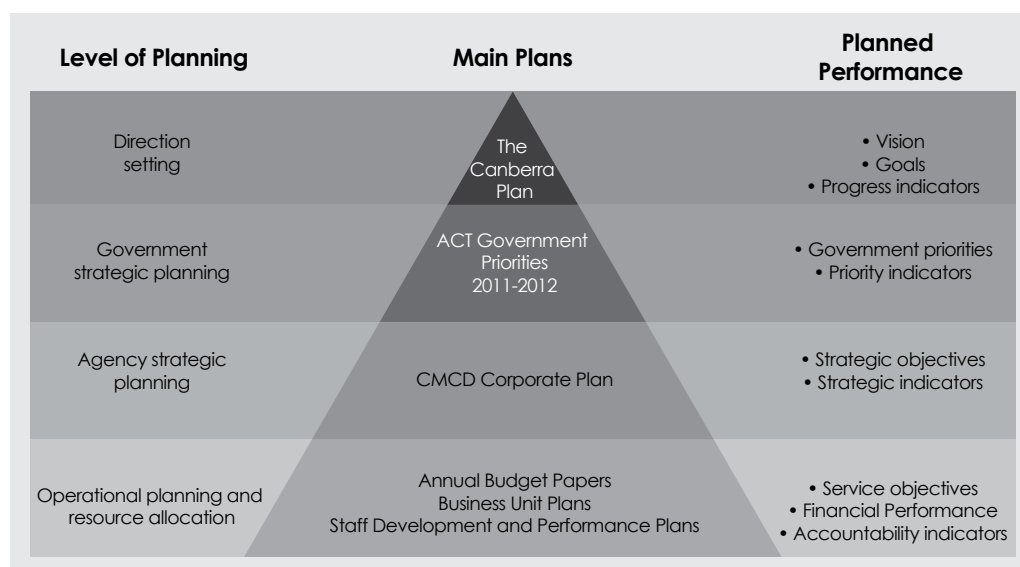 Level of Planning
Main Plans
Planned
Performance
Direction
setting
The
Canberra
Plan
• Vision
• Goals
• Progress indicators
Government
strategic planning
ACT Government
Priorities
2011-2012
• Government priorities
• Priority indicators
Agency strategic
planning
CMCD Corporate Plan
• Strategic objectives
• Strategic indicators
Operational planning and
resource allocation
Annual Budget Papers
Business Unit Plans
Staff Development and Performance Plans
• Service objectives
• Financial Performance
• Accountability indicators